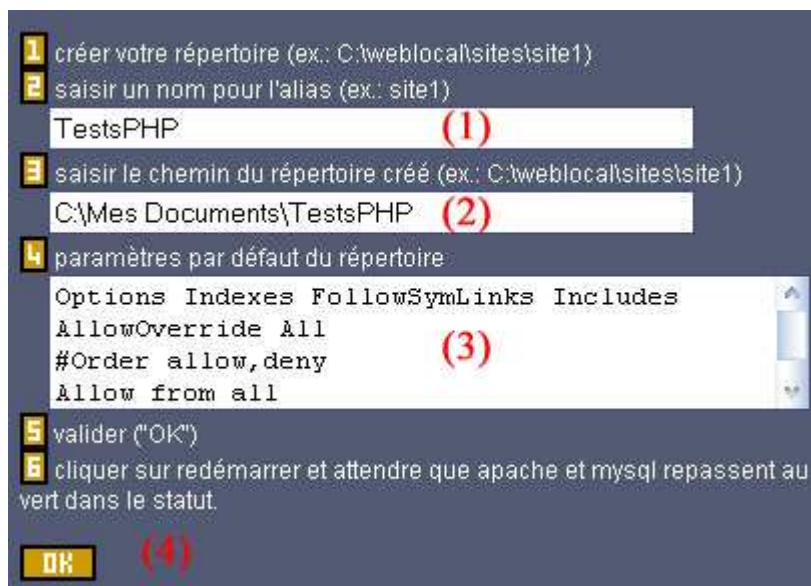 1 créer votre répertoire (ex.: C:\weblocal\sites\site1)
2 saisir un nom pour l'alias (ex.: site1)
TestsPHP (1)
3 saisir le chemin du répertoire créé (ex.: C:\weblocal\sites\site1)
C:\Mes Documents\TestsPHP (2)
4 paramètres par défaut du répertoire
Options Indexes FollowSymLinks Includes
AllowOverride All
#Order allow,deny (3)
Allow from all
5 valider ("OK")
6 cliquer sur redémarrer et attendre que apache et mysql repassent au
vert dans le statut.
OK (4)